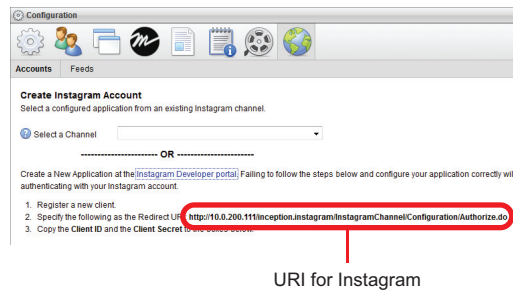 Configuration
Accounts Feeds
Create Instagram Account
Select a configured application from an existing Instagram channel.
Select a Channel
----------------------- OR -----------------------
Create a New Application at the Instagram Developer portal. Failing to follow the steps below and configure your application correctly wil
authenticating with your Instagram account.
1. Register a new client.
2. Specify the following as the Redirect UR http://10.0.200.111/inception.instagram/InstagramChannel/Configuration/Authorize.do
3. Copy the Client ID and the Client Secret to the boxes below.
URI for Instagram